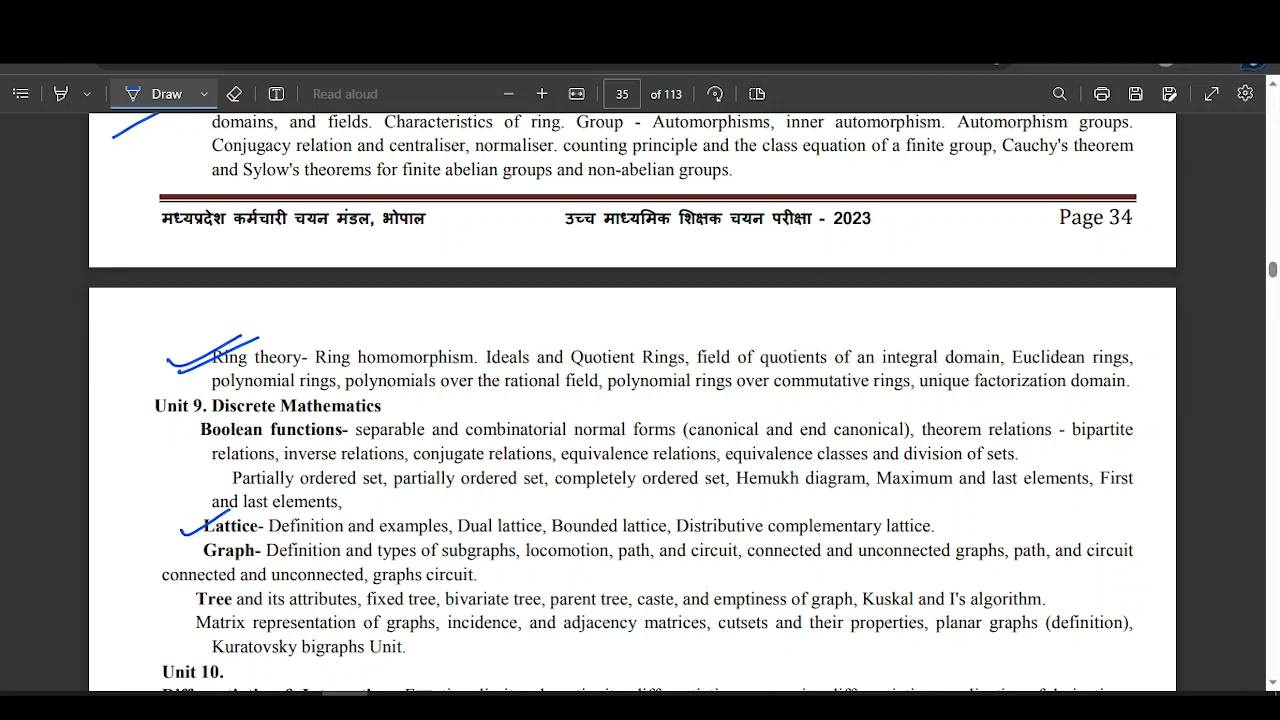 Draw
Read aloud
35 of 113
domains, and fields. Characteristics of ring. Group - Automorphisms, inner automorphism. Automorphism groups.
Conjugacy relation and centraliser, normaliser. counting principle and the class equation of a finite group, Cauchy's theorem
and Sylow's theorems for finite abelian groups and non-abelian groups.
मध्यप्रदेश कर्मचारी चयन मंडल, भोपाल उच्च माध्यमिक शिक्षक चयन परीक्षा - 2023 Page 34
Ring theory- Ring homomorphism. Ideals and Quotient Rings, field of quotients of an integral domain, Euclidean rings,
polynomial rings, polynomials over the rational field, polynomial rings over commutative rings, unique factorization domain.
Unit 9. Discrete Mathematics
Boolean functions- separable and combinatorial normal forms (canonical and end canonical), theorem relations - bipartite
relations, inverse relations, conjugate relations, equivalence relations, equivalence classes and division of sets.
Partially ordered set, partially ordered set, completely ordered set, Hemukh diagram, Maximum and last elements, First
and last elements,
Lattice- Definition and examples, Dual lattice, Bounded lattice, Distributive complementary lattice.
Graph- Definition and types of subgraphs, locomotion, path, and circuit, connected and unconnected graphs, path, and circuit
connected and unconnected, graphs circuit.
Tree and its attributes, fixed tree, bivariate tree, parent tree, caste, and emptiness of graph, Kuskal and I's algorithm.
Matrix representation of graphs, incidence, and adjacency matrices, cutsets and their properties, planar graphs (definition),
Kuratovsky bigraphs Unit.
Unit 10.